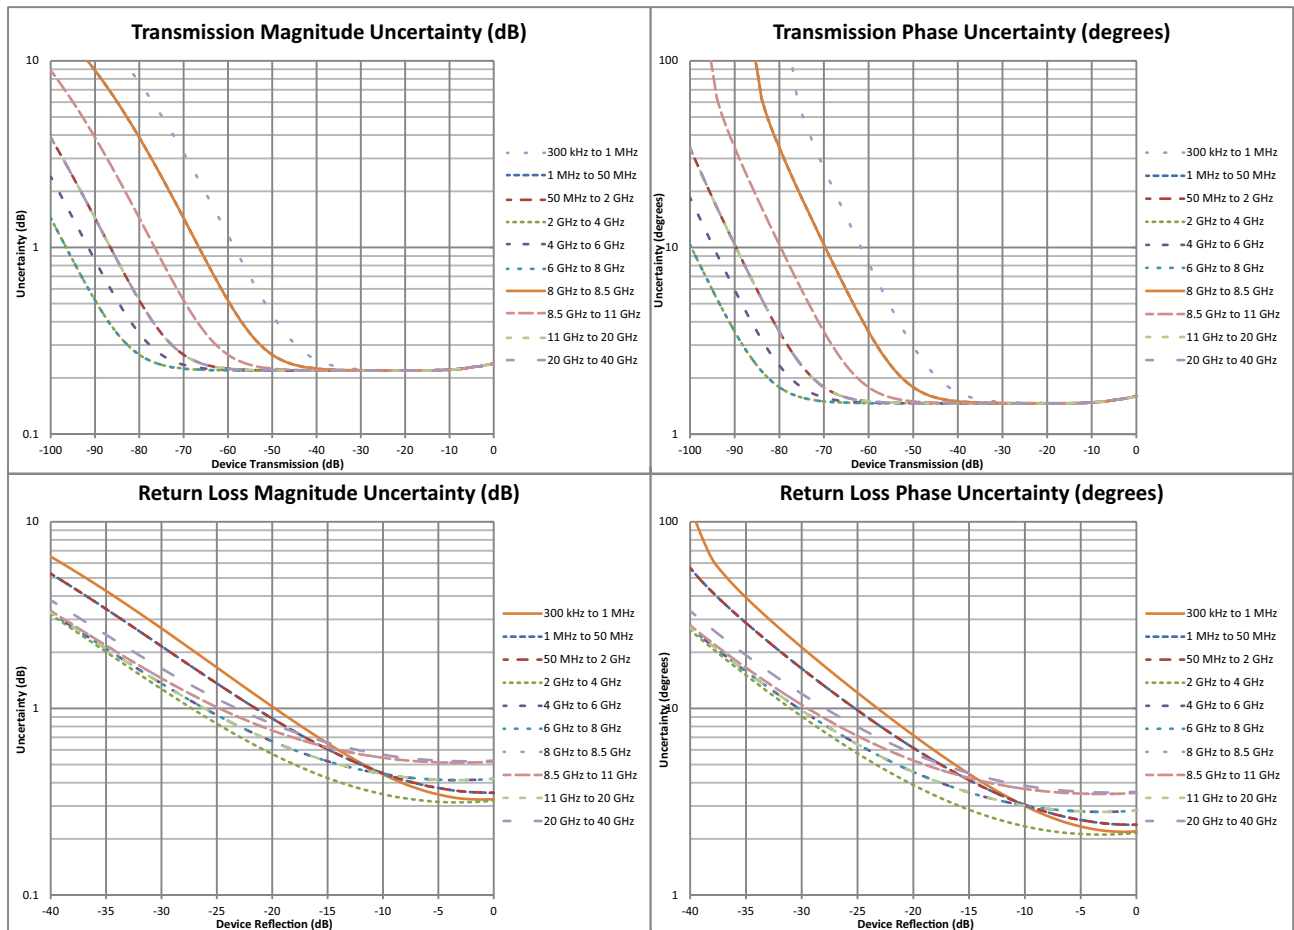 Transmission Magnitude Uncertainty (dB)
10
1
0.1
Uncertainty (dB)
-100 -90 -80 -70 -60 -50 -40 -30 -20 -10 0
Device Transmission (dB)
300 kHz to 1 MHz
1 MHz to 50 MHz
50 MHz to 2 GHz
2 GHz to 4 GHz
4 GHz to 6 GHz
6 GHz to 8 GHz
8 GHz to 8.5 GHz
8.5 GHz to 11 GHz
11 GHz to 20 GHz
20 GHz to 40 GHz
Transmission Phase Uncertainty (degrees)
100
10
1
Uncertainty (degrees)
-100 -90 -80 -70 -60 -50 -40 -30 -20 -10 0
Device Transmission (dB)
300 kHz to 1 MHz
1 MHz to 50 MHz
50 MHz to 2 GHz
2 GHz to 4 GHz
4 GHz to 6 GHz
6 GHz to 8 GHz
8 GHz to 8.5 GHz
8.5 GHz to 11 GHz
11 GHz to 20 GHz
20 GHz to 40 GHz
Return Loss Magnitude Uncertainty (dB)
10
1
0.1
Uncertainty (dB)
-40 -35 -30 -25 -20 -15 -10 -5 0
Device Reflection (dB)
300 kHz to 1 MHz
1 MHz to 50 MHz
50 MHz to 2 GHz
2 GHz to 4 GHz
4 GHz to 6 GHz
6 GHz to 8 GHz
8 GHz to 8.5 GHz
8.5 GHz to 11 GHz
11 GHz to 20 GHz
20 GHz to 40 GHz
Return Loss Phase Uncertainty (degrees)
100
10
1
Uncertainty (degrees)
-40 -35 -30 -25 -20 -15 -10 -5 0
Device Reflection (dB)
300 kHz to 1 MHz
1 MHz to 50 MHz
50 MHz to 2 GHz
2 GHz to 4 GHz
4 GHz to 6 GHz
6 GHz to 8 GHz
8 GHz to 8.5 GHz
8.5 GHz to 11 GHz
11 GHz to 20 GHz
20 GHz to 40 GHz